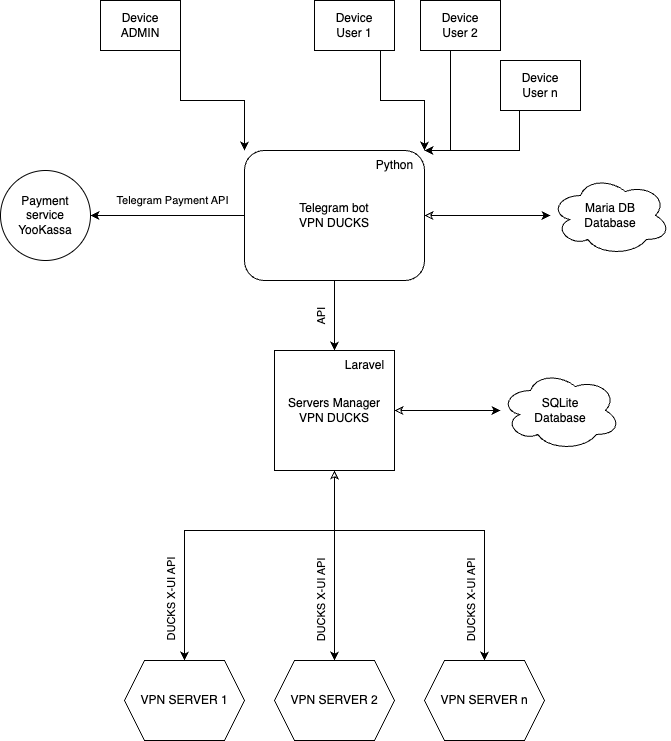 Device
ADMIN
Device
User 1
Device
User 2
Device
User n
Python
Payment
service
YooKassa
Telegram Payment API
Telegram bot
VPN DUCKS
Maria DB
Database
API
Laravel
Servers Manager
VPN DUCKS
SQLite
Database
DUCKS X-UI API
DUCKS X-UI API
DUCKS X-UI API
VPN SERVER 1
VPN SERVER 2
VPN SERVER n